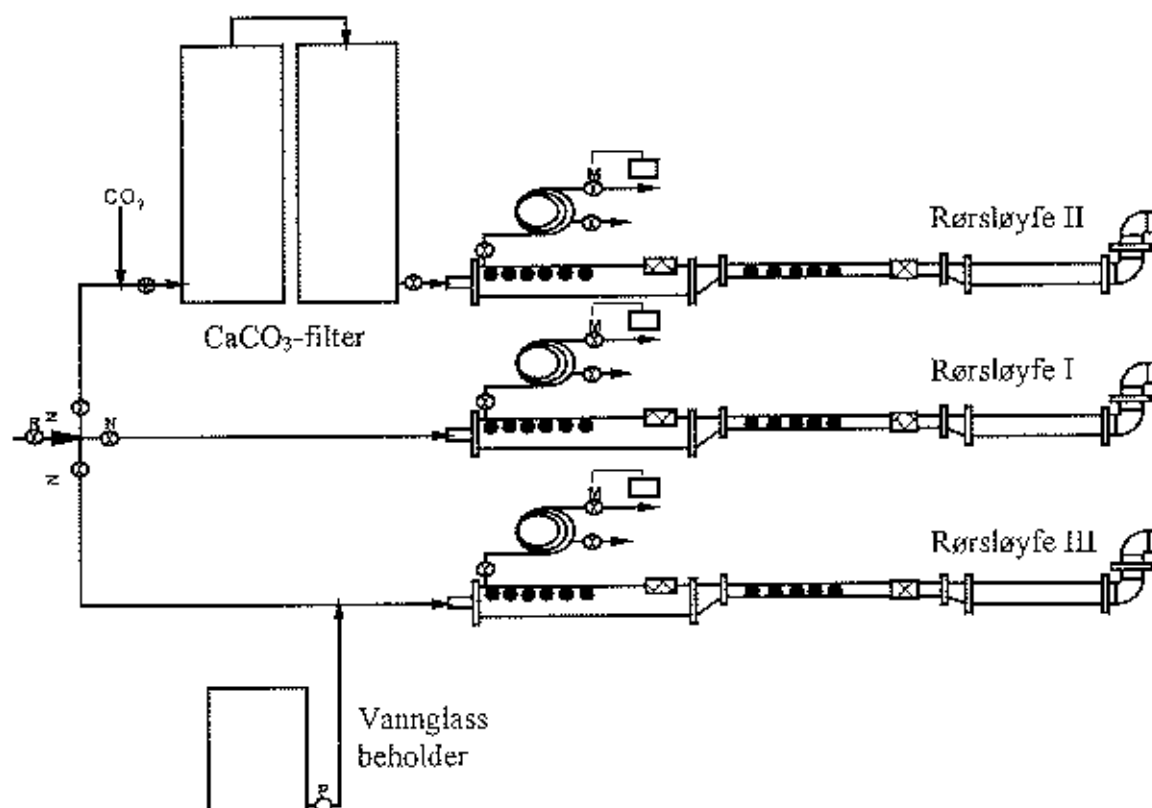 CO₂
M
Rørsløyfe II
CaCO₃-filter
M
Rørsløyfe I
R
N
N
N
M
Rørsløyfe III
Vannglass
beholder
P